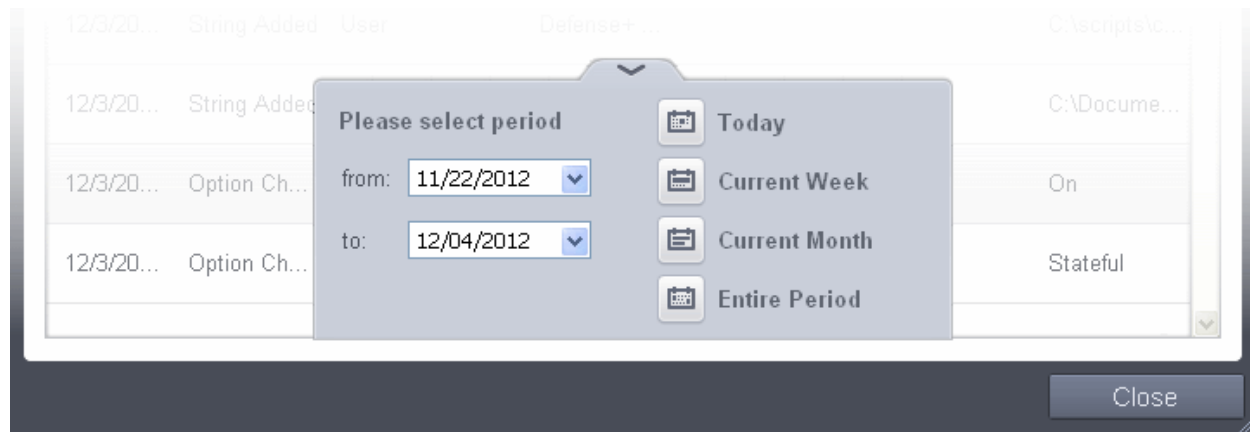 12/3/20... String Added User Defense+ ... C:\scripts\c...
12/3/20... String Added C:\Docume...
12/3/20... Option Ch... On
12/3/20... Option Ch... Stateful
Please select period
from: 11/22/2012
to: 12/04/2012
Today
Current Week
Current Month
Entire Period
Close